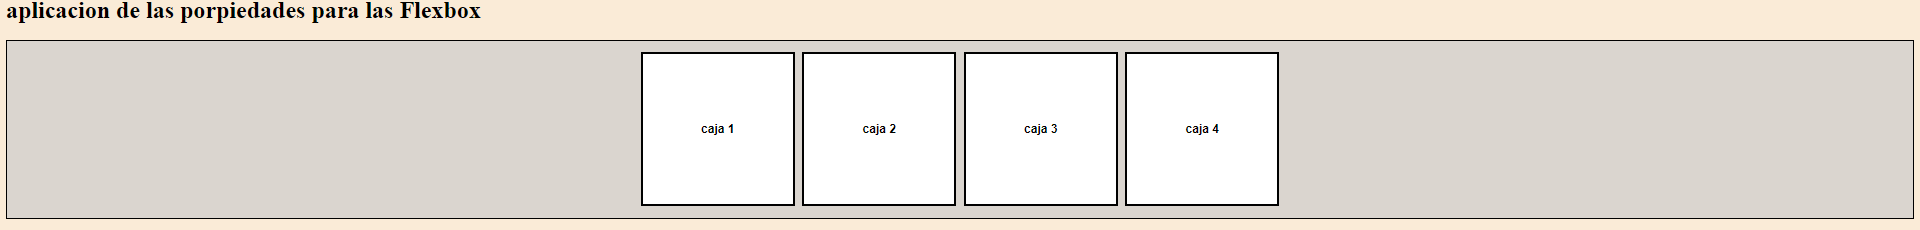 aplicacion de las porpiedades para las Flexbox
caja 1
caja 2
caja 3
caja 4